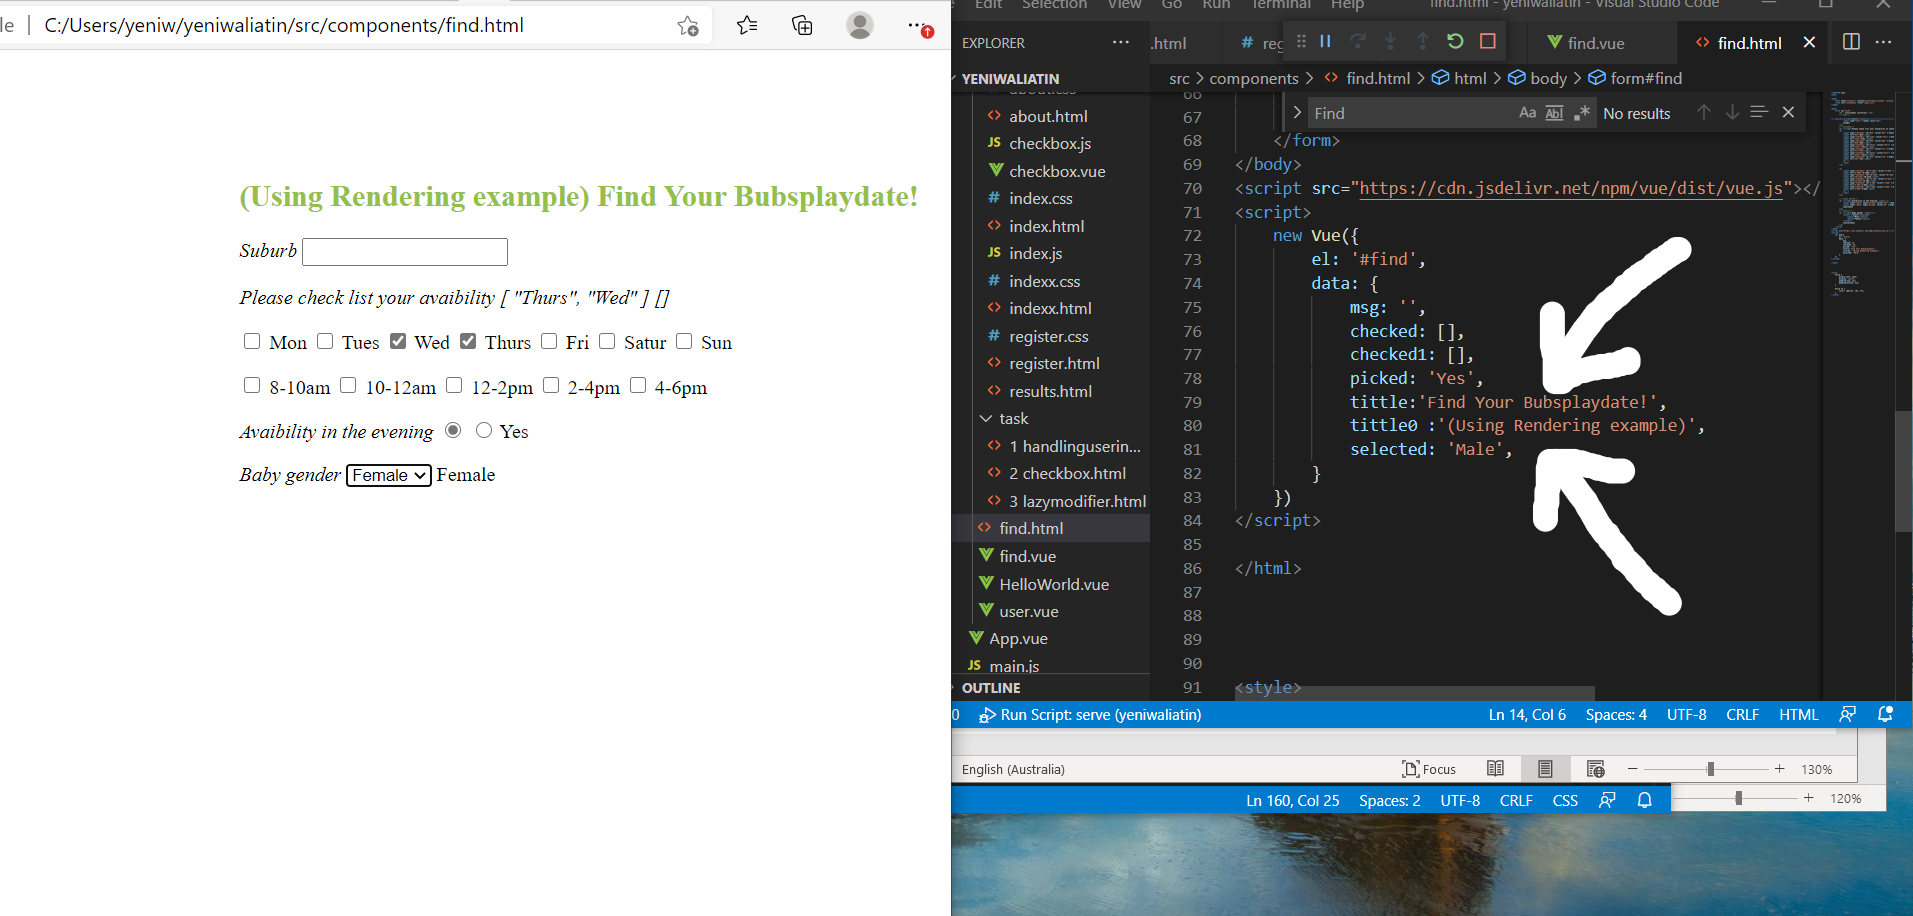 le | C:/Users/yeniw/yeniwaliatin/src/components/find.html
(Using Rendering example) Find Your Bubsplaydate!
Suburb
Please check list your avaibility [ "Thurs", "Wed" ] []
Mon Tues Wed Thurs Fri Satur Sun
8-10am 10-12am 12-2pm 2-4pm 4-6pm
Avaibility in the evening Yes
Baby gender Female Female
Edit Selection View Go Run Terminal Help find.html - yeniwaliatin - Visual Studio Code
EXPLORER ···
.html # reg find.vue <> find.html
YENIWALIATIN
src > components > <> find.html > html > body > form#find
Find Aa Abl .* No results
about.css
<> about.html
JS checkbox.js
checkbox.vue
# index.css
<> index.html
JS index.js
# indexx.css
<> indexx.html
# register.css
<> register.html
<> results.html
task
<> 1 handlinguserin...
<> 2 checkbox.html
<> 3 lazymodifier.html
<> find.html
find.vue
HelloWorld.vue
user.vue
App.vue
JS main.js
OUTLINE
66
67
68 </form>
69 </body>
70 <script src="https://cdn.jsdelivr.net/npm/vue/dist/vue.js"></
71 <script>
72 new Vue({
73 el: '#find',
74 data: {
75 msg: '',
76 checked: [],
77 checked1: [],
78 picked: 'Yes',
79 tittle:'Find Your Bubsplaydate!',
80 tittle0 :'(Using Rendering example)',
81 selected: 'Male',
82 }
83 })
84 </script>
85
86 </html>
87
88
89
90
91 <style>
0 Run Script: serve (yeniwaliatin) Ln 14, Col 6 Spaces: 4 UTF-8 CRLF HTML
English (Australia) Focus − + 130%
Ln 160, Col 25 Spaces: 2 UTF-8 CRLF CSS + 120%